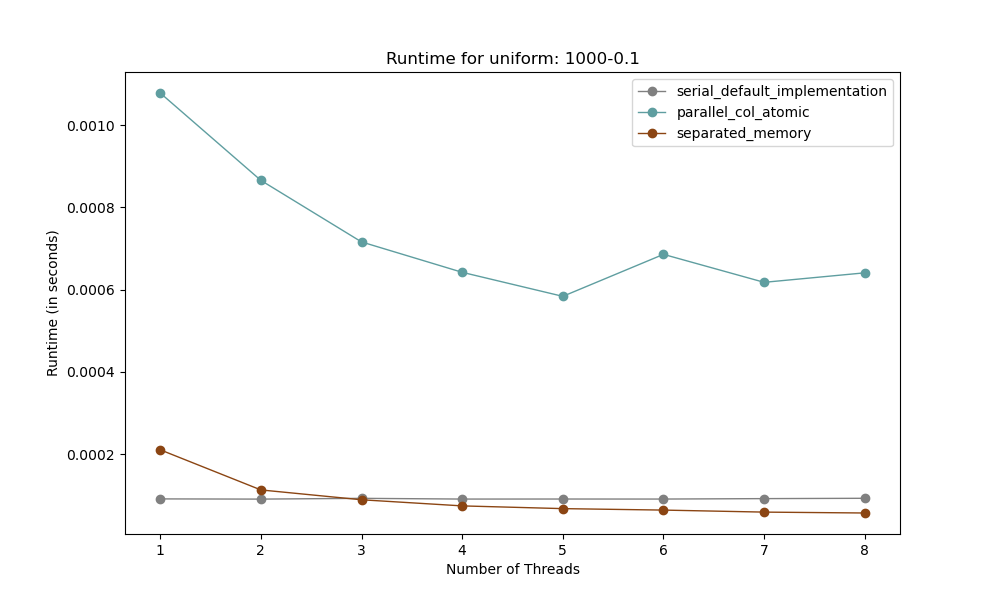 Runtime for uniform: 1000-0.1
serial_default_implementation
parallel_col_atomic
separated_memory
0.0010
0.0008
0.0006
0.0004
0.0002
Runtime (in seconds)
1 2 3 4 5 6 7 8
Number of Threads